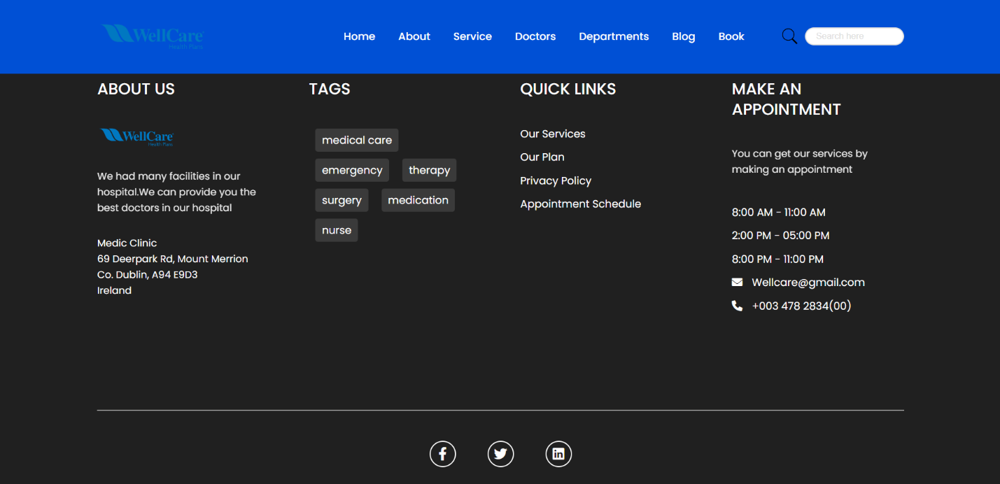 WellCare
Health Plans
Home About Service Doctors Departments Blog Book
Search here
ABOUT US
WellCare
Health Plans
We had many facilities in our
hospital.We can provide you the
best doctors in our hospital
Medic Clinic
69 Deerpark Rd, Mount Merrion
Co. Dublin, A94 E9D3
Ireland
TAGS
medical care
emergency therapy
surgery medication
nurse
QUICK LINKS
Our Services
Our Plan
Privacy Policy
Appointment Schedule
MAKE AN
APPOINTMENT
You can get our services by
making an appointment
8:00 AM - 11:00 AM
2:00 PM - 05:00 PM
8:00 PM - 11:00 PM
Wellcare@gmail.com
+003 478 2834(00)